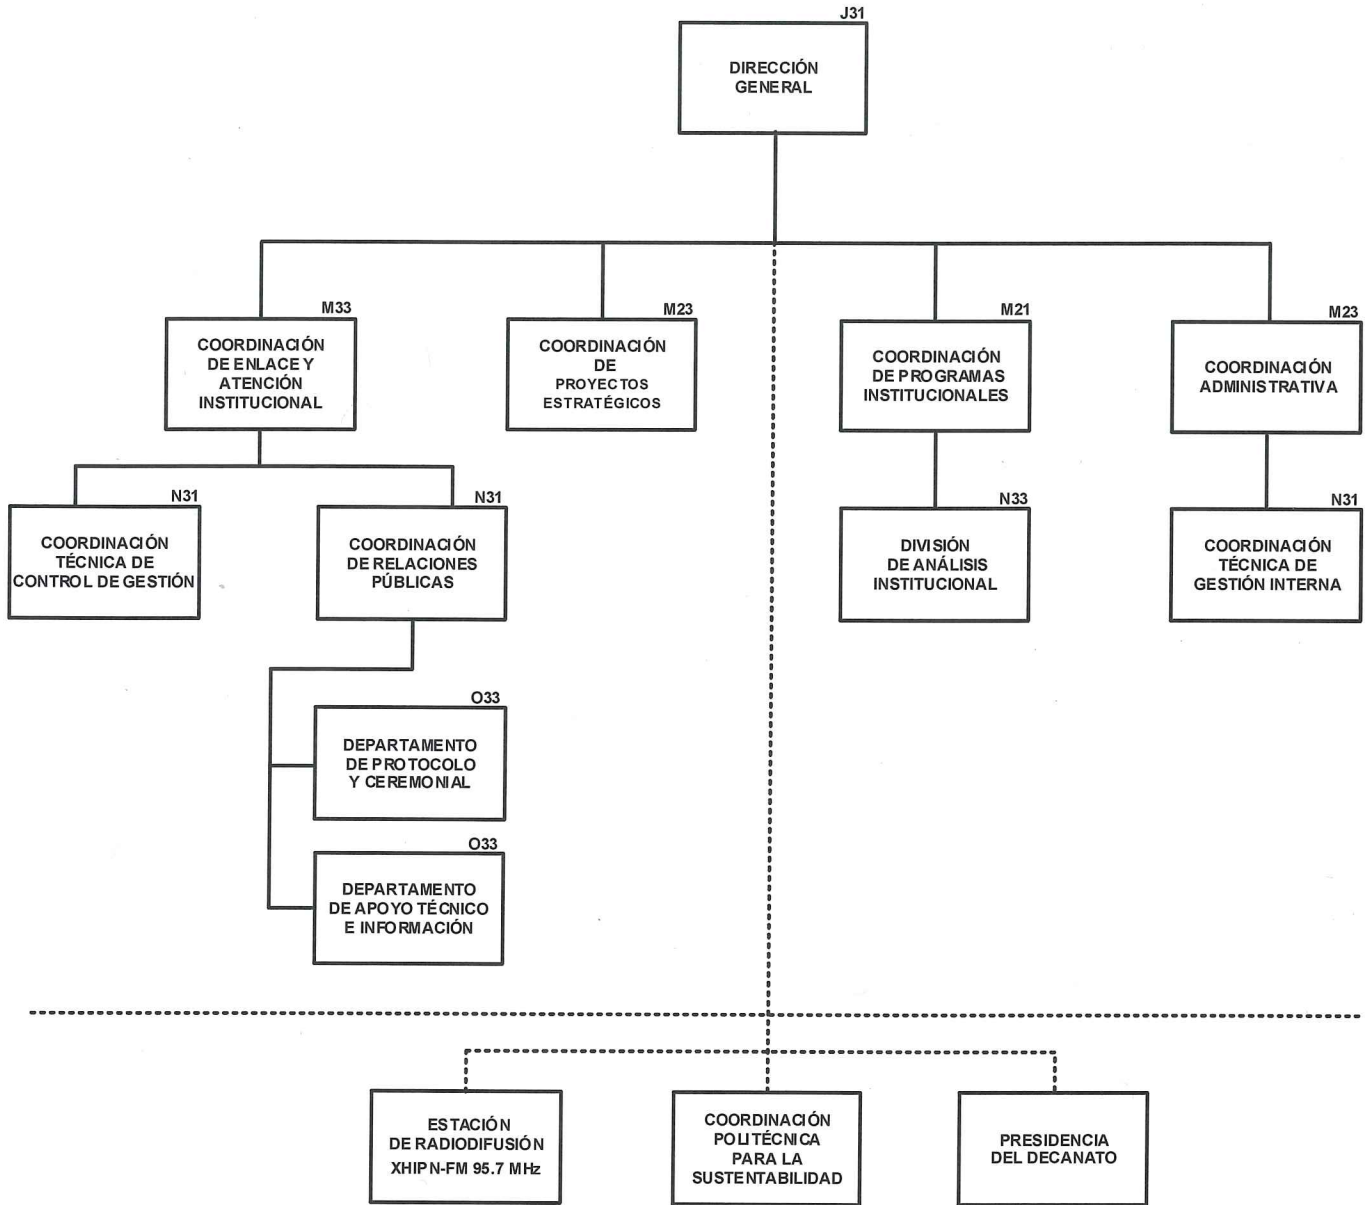 J31
DIRECCIÓN
GENERAL
M33
COORDINACIÓN
DE ENLACE Y
ATENCIÓN
INSTITUCIONAL
M23
COORDINACIÓN
DE
PROYECTOS
ESTRATÉGICOS
M21
COORDINACIÓN
DE PROGRAMAS
INSTITUCIONALES
M23
COORDINACIÓN
ADMINISTRATIVA
N31
COORDINACIÓN
TÉCNICA DE
CONTROL DE GESTIÓN
N31
COORDINACIÓN
DE RELACIONES
PÚBLICAS
N33
DIVISIÓN
DE ANÁLISIS
INSTITUCIONAL
N31
COORDINACIÓN
TÉCNICA DE
GESTIÓN INTERNA
O33
DEPARTAMENTO
DE PROTOCOLO
Y CEREMONIAL
O33
DEPARTAMENTO
DE APOYO TÉCNICO
E INFORMACIÓN
ESTACIÓN
DE RADIODIFUSIÓN
XHIPN-FM 95.7 MHz
COORDINACIÓN
POLITÉCNICA
PARA LA
SUSTENTABILIDAD
PRESIDENCIA
DEL DECANATO